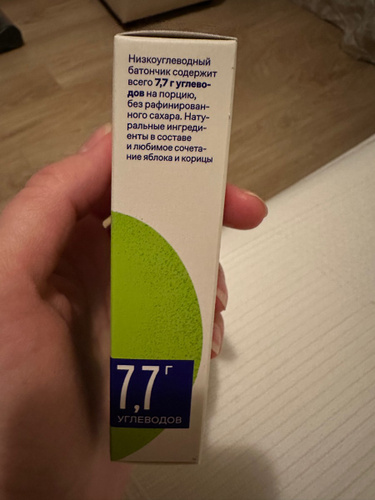 Низкоуглеводный
батончик содержит
всего 7,7 г углево-
дов на порцию,
без рафинирован-
ного сахара. Нату-
ральные ингреди-
енты в составе
и любимое сочета-
ние яблока и корицы
7,7 г
УГЛЕВОДОВ